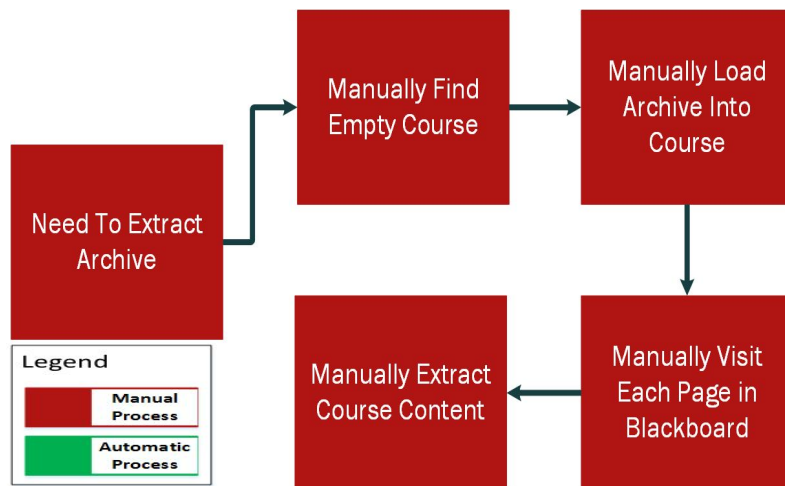 Need To Extract
Archive
Manually Find
Empty Course
Manually Load
Archive Into
Course
Manually Visit
Each Page in
Blackboard
Manually Extract
Course Content
Legend
Manual
Process
Automatic
Process